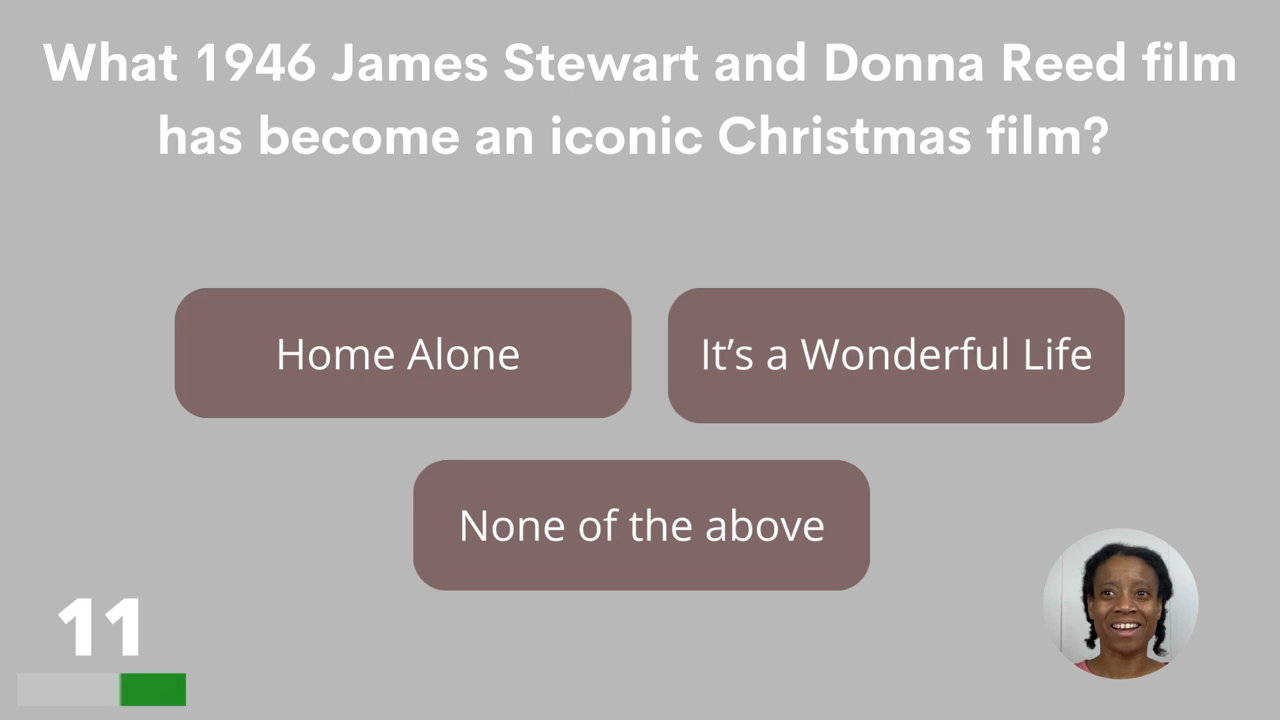 What 1946 James Stewart and Donna Reed film
has become an iconic Christmas film?
Home Alone
It’s a Wonderful Life
None of the above
11